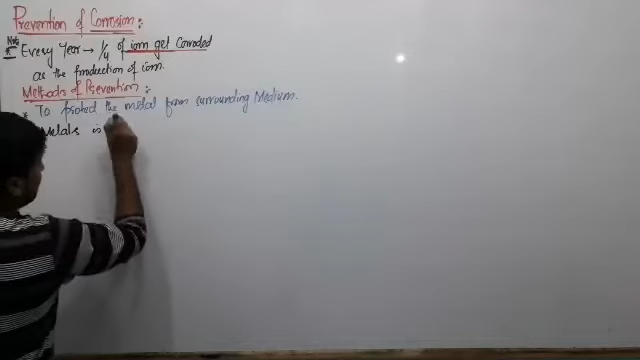 Prevention of Corrosion:
Note
* Every Year → 1/4 of iron get Corroded
as the production of iron.
Methods of Prevention:
* To protect the metal from surrounding Medium.
Metals is